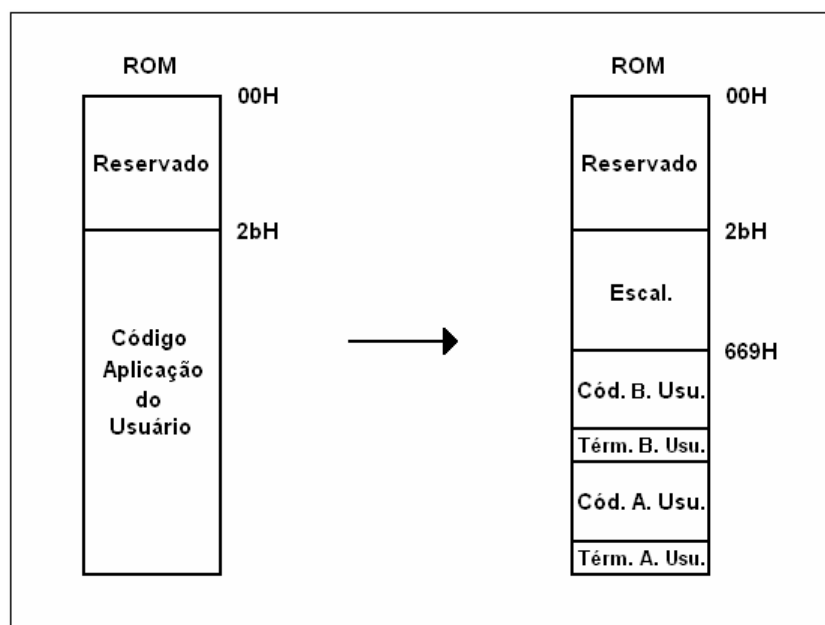 ROM
00H
Reservado
2bH
Código
Aplicação
do
Usuário
ROM
00H
Reservado
2bH
Escal.
669H
Cód. B. Usu.
Térm. B. Usu.
Cód. A. Usu.
Térm. A. Usu.